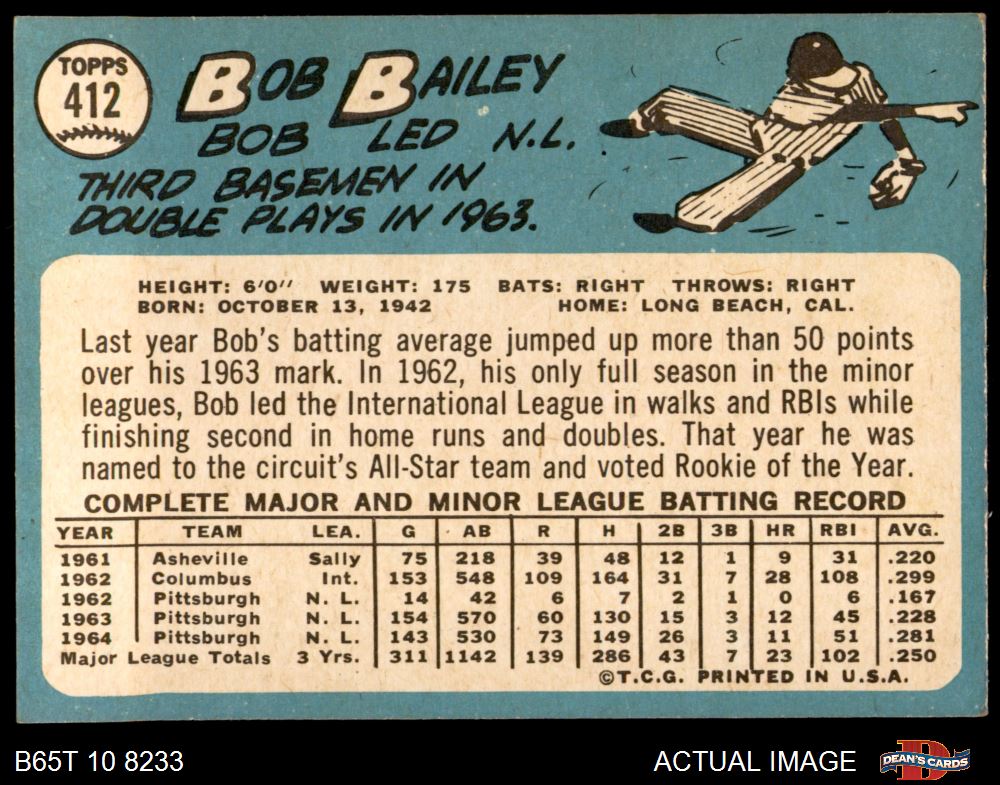 TOPPS
412
BOB BAILEY
BOB LED N.L.
THIRD BASEMEN IN
DOUBLE PLAYS IN 1963.
HEIGHT: 6'0" WEIGHT: 175 BATS: RIGHT THROWS: RIGHT
BORN: OCTOBER 13, 1942 HOME: LONG BEACH, CAL.
Last year Bob's batting average jumped up more than 50 points
over his 1963 mark. In 1962, his only full season in the minor
leagues, Bob led the International League in walks and RBIs while
finishing second in home runs and doubles. That year he was
named to the circuit's All-Star team and voted Rookie of the Year.
COMPLETE MAJOR AND MINOR LEAGUE BATTING RECORD
YEAR TEAM LEA. G AB R H 2B 3B HR RBI AVG.
1961 Asheville Sally 75 218 39 48 12 1 9 31 .220
1962 Columbus Int. 153 548 109 164 31 7 28 108 .299
1962 Pittsburgh N. L. 14 42 6 7 2 1 0 6 .167
1963 Pittsburgh N. L. 154 570 60 130 15 3 12 45 .228
1964 Pittsburgh N. L. 143 530 73 149 26 3 11 51 .281
Major League Totals 3 Yrs. 311 1142 139 286 43 7 23 102 .250
©T.C.G. PRINTED IN U.S.A.
B65T 10 8233 ACTUAL IMAGE D DEAN'S CARDS